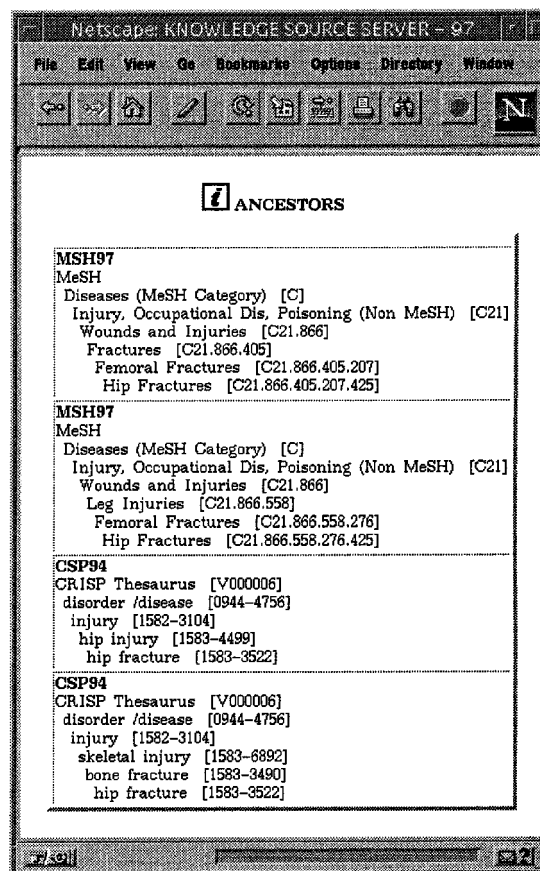 Netscape: KNOWLEDGE SOURCE SERVER – 97
File Edit View Go Bookmarks Options Directory Window
N
i ANCESTORS
MSH97
MeSH
Diseases (MeSH Category) [C]
Injury, Occupational Dis, Poisoning (Non MeSH) [C21]
Wounds and Injuries [C21.866]
Fractures [C21.866.405]
Femoral Fractures [C21.866.405.207]
Hip Fractures [C21.866.405.207.425]
MSH97
MeSH
Diseases (MeSH Category) [C]
Injury, Occupational Dis, Poisoning (Non MeSH) [C21]
Wounds and Injuries [C21.866]
Leg Injuries [C21.866.558]
Femoral Fractures [C21.866.558.276]
Hip Fractures [C21.866.558.276.425]
CSP94
CRISP Thesaurus [V000006]
disorder /disease [0944-4756]
injury [1582-3104]
hip injury [1583-4499]
hip fracture [1583-3522]
CSP94
CRISP Thesaurus [V000006]
disorder /disease [0944-4756]
injury [1582-3104]
skeletal injury [1583-6892]
bone fracture [1583-3490]
hip fracture [1583-3522]
?